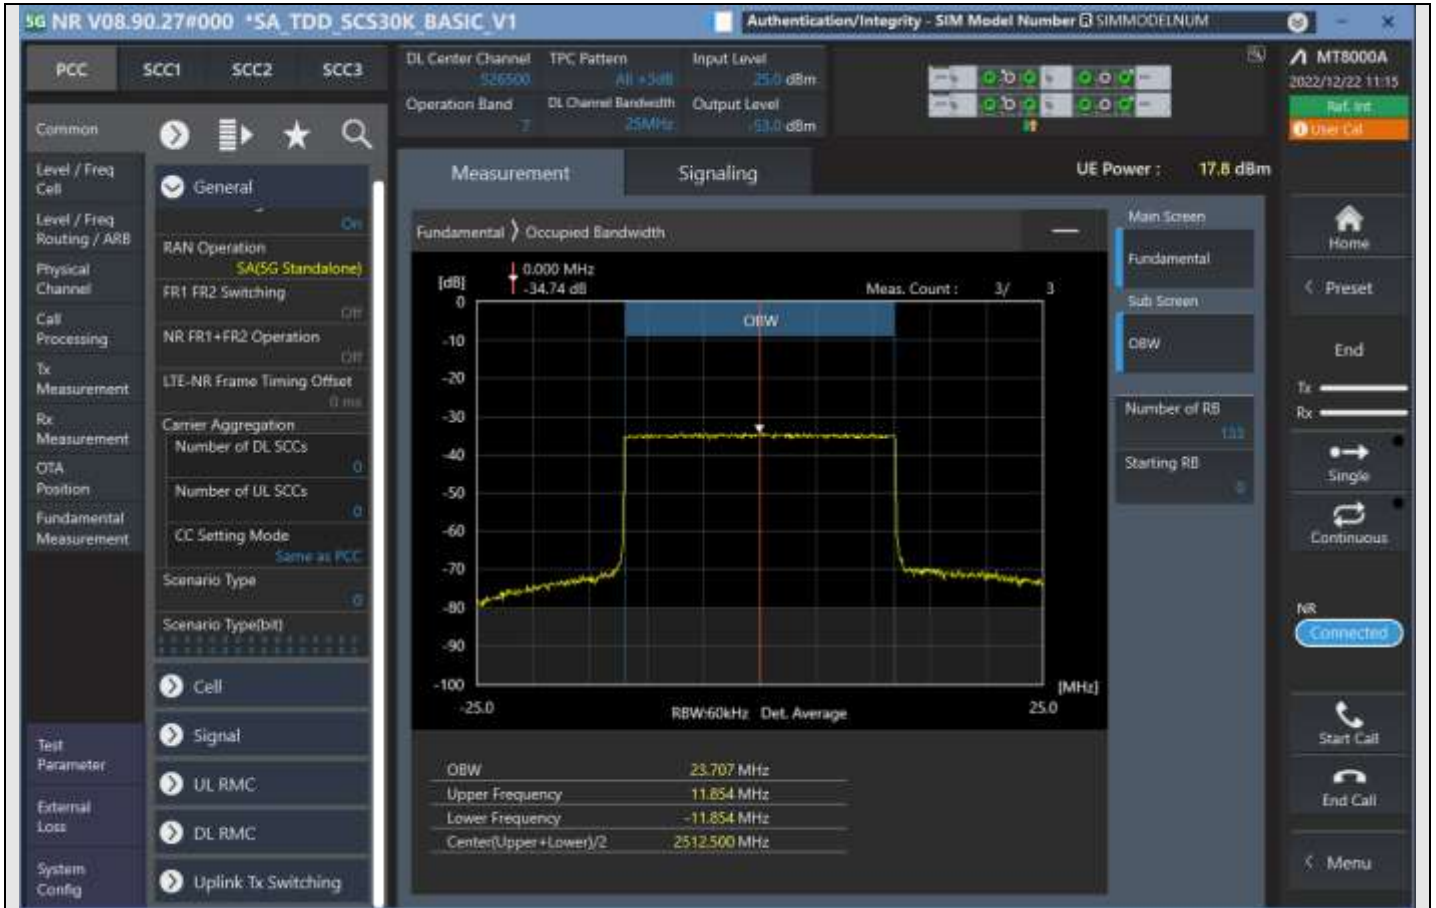 5G NR V08.90.27#000 *SA_TDD_SCS30K_BASIC_V1
Authentication/Integrity - SIM Model Number SIMMODELNUM
PCC SCC1 SCC2 SCC3
DL Center Channel TPC Pattern Input Level
526500 All +3dB 25.0 dBm
Operation Band DL Channel Bandwidth Output Level
7 25MHz -53.0 dBm
MT8000A
2022/12/22 11:15
Ref. Int
User Cal
Common
Level / Freq
Cell
Level / Freq
Routing / ARB
Physical
Channel
Call
Processing
Tx
Measurement
Rx
Measurement
OTA
Position
Fundamental
Measurement
Test
Parameter
External
Loss
System
Config
General
On
RAN Operation
SA(5G Standalone)
FR1 FR2 Switching
Off
NR FR1+FR2 Operation
Off
LTE-NR Frame Timing Offset
0 ms
Carrier Aggregation
Number of DL SCCs
0
Number of UL SCCs
0
CC Setting Mode
Same as PCC
Scenario Type
0
Scenario Type(bit)
Cell
Signal
UL RMC
DL RMC
Uplink Tx Switching
Measurement Signaling
UE Power : 17.8 dBm
Fundamental Occupied Bandwidth
[dB] 0.000 MHz
-34.74 dB Meas. Count : 3/ 3
OBW
0
-10
-20
-30
-40
-50
-60
-70
-80
-90
-100
[MHz]
-25.0 RBW:60kHz Det. Average 25.0
OBW 23.707 MHz
Upper Frequency 11.854 MHz
Lower Frequency -11.854 MHz
Center(Upper+Lower)/2 2512.500 MHz
Main Screen
Fundamental
Sub Screen
OBW
Number of RB
133
Starting RB
0
Home
Preset
End
Tx
Rx
Single
Continuous
NR
Connected
Start Call
End Call
Menu